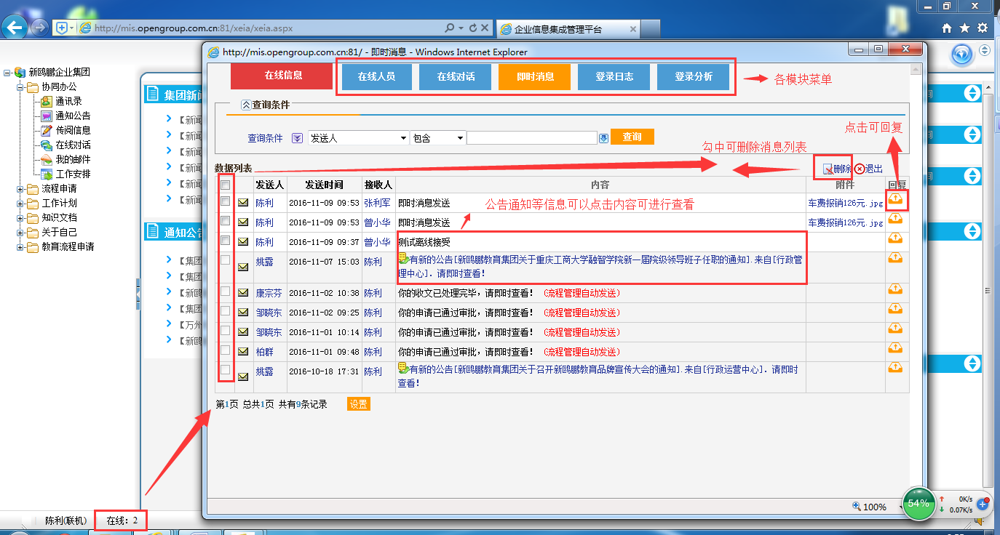 http://mis.opengroup.com.cn:81/xeia/xeia.aspx
企业信息集成管理平台
http://mis.opengroup.com.cn:81/ - 即时消息 - Windows Internet Explorer
新鸥鹏企业集团
协同办公
通讯录
通知公告
传阅信息
在线对话
我的邮件
工作安排
流程申请
工作计划
知识文档
关于自己
教育流程申请
集团新闻
【新闻
【新闻
【新闻
【新闻
【新闻
【新闻
通知公告
【集团
【集团
【新鸥
【集团
【万州
【新鸥
在线信息 在线人员 在线对话 即时消息 登录日志 登录分析
各模块菜单
查询条件
查询条件 发送人 包含 查询
点击可回复
勾中可删除消息列表
数据列表 删除 退出
发送人 发送时间 接收人 内容 附件 回复
陈利 2016-11-09 09:53 张利军 即时消息发送 车费报销126元.jpg
公告通知等信息可以点击内容可进行查看
陈利 2016-11-09 09:53 曾小华 即时消息发送 车费报销126元.jpg
陈利 2016-11-09 09:37 曾小华 测试离线接受
姚露 2016-11-07 15:03 陈利 有新的公告[新鸥鹏教育集团关于重庆工商大学融智学院新一届院级领导班子任职的通知].来自[行政管
理中心]. 请即时查看!
康宗芬 2016-11-02 10:38 陈利 你的收文已处理完毕，请即时查看! (流程管理自动发送)
邹晓东 2016-11-02 09:25 陈利 你的申请已通过审批，请即时查看! (流程管理自动发送)
邹晓东 2016-11-01 10:14 陈利 你的申请已通过审批，请即时查看! (流程管理自动发送)
柏群 2016-11-01 09:48 陈利 你的申请已通过审批，请即时查看! (流程管理自动发送)
姚露 2016-10-18 17:31 陈利 有新的公告[新鸥鹏教育集团关于召开新鸥鹏教育品牌宣传大会的通知].来自[行政运营中心]. 请即时
查看!
第1页 总共1页 共有9条记录 设置
100%
54%
0K/s
0.07K/s
陈利(联机) 在线: 2